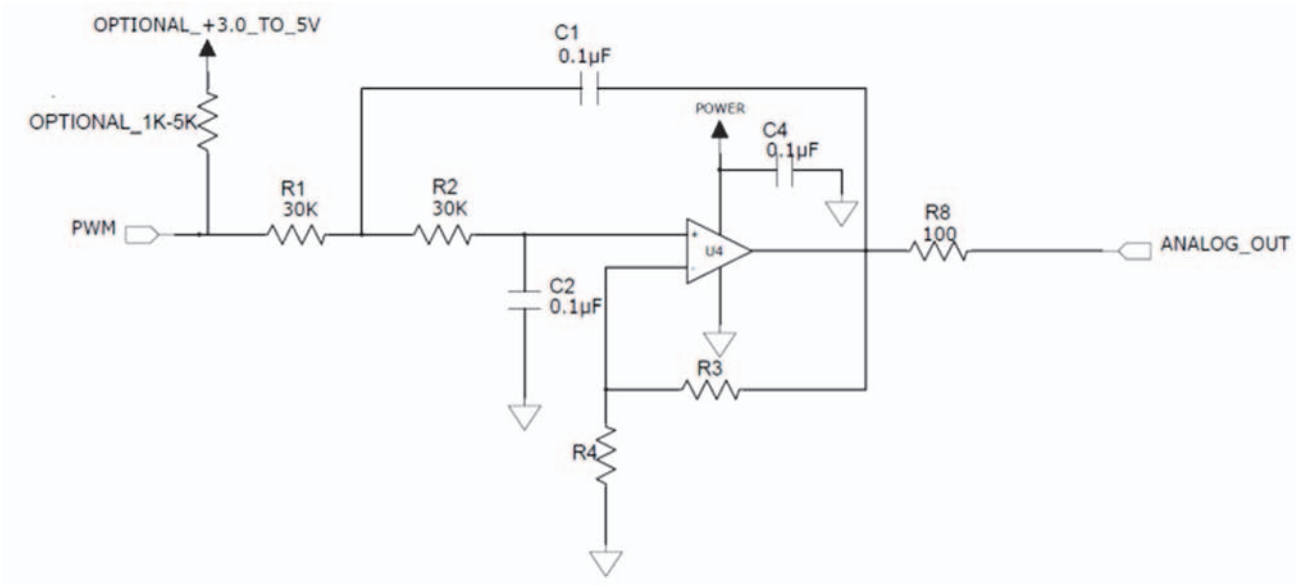 OPTIONAL_+3.0_TO_5V
C1
0.1µF
POWER
C4
0.1µF
OPTIONAL_1K-5K
R1
30K
R2
30K
PWM
+
U4
-
R8
100
ANALOG_OUT
C2
0.1µF
R3
R4